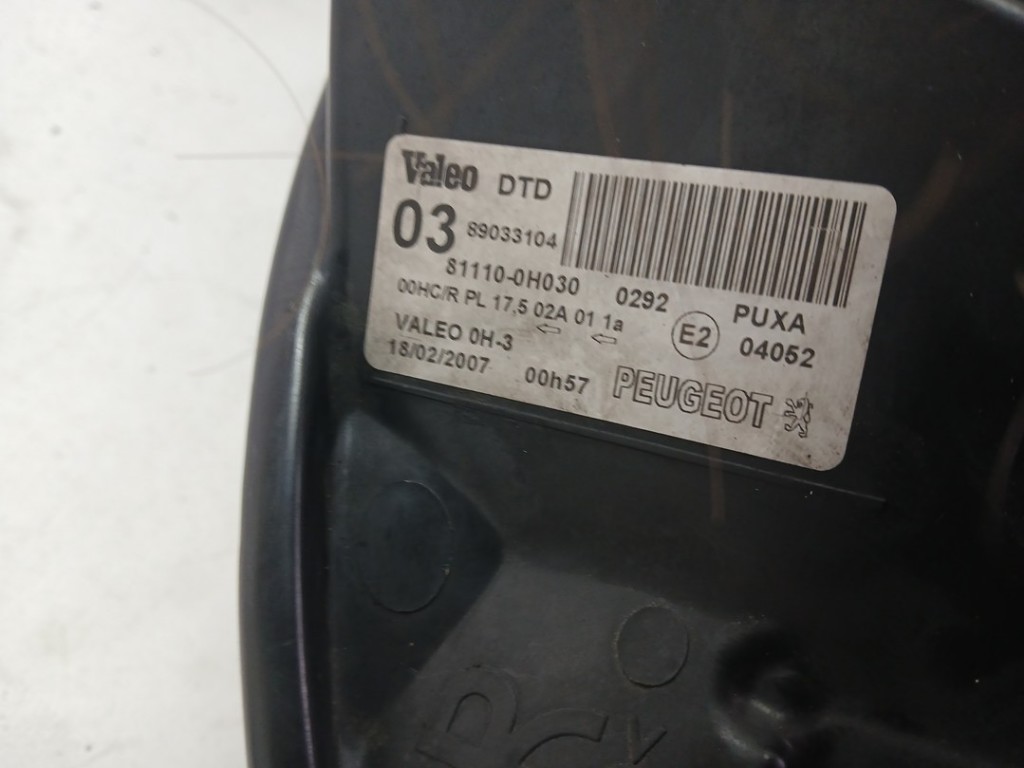 Valeo DTD
03 89033104
81110-0H030 0292 PUXA
00HC/R PL 17,5 02A 01 1a E2 04052
VALEO 0H-3
18/02/2007 00h57 PEUGEOT